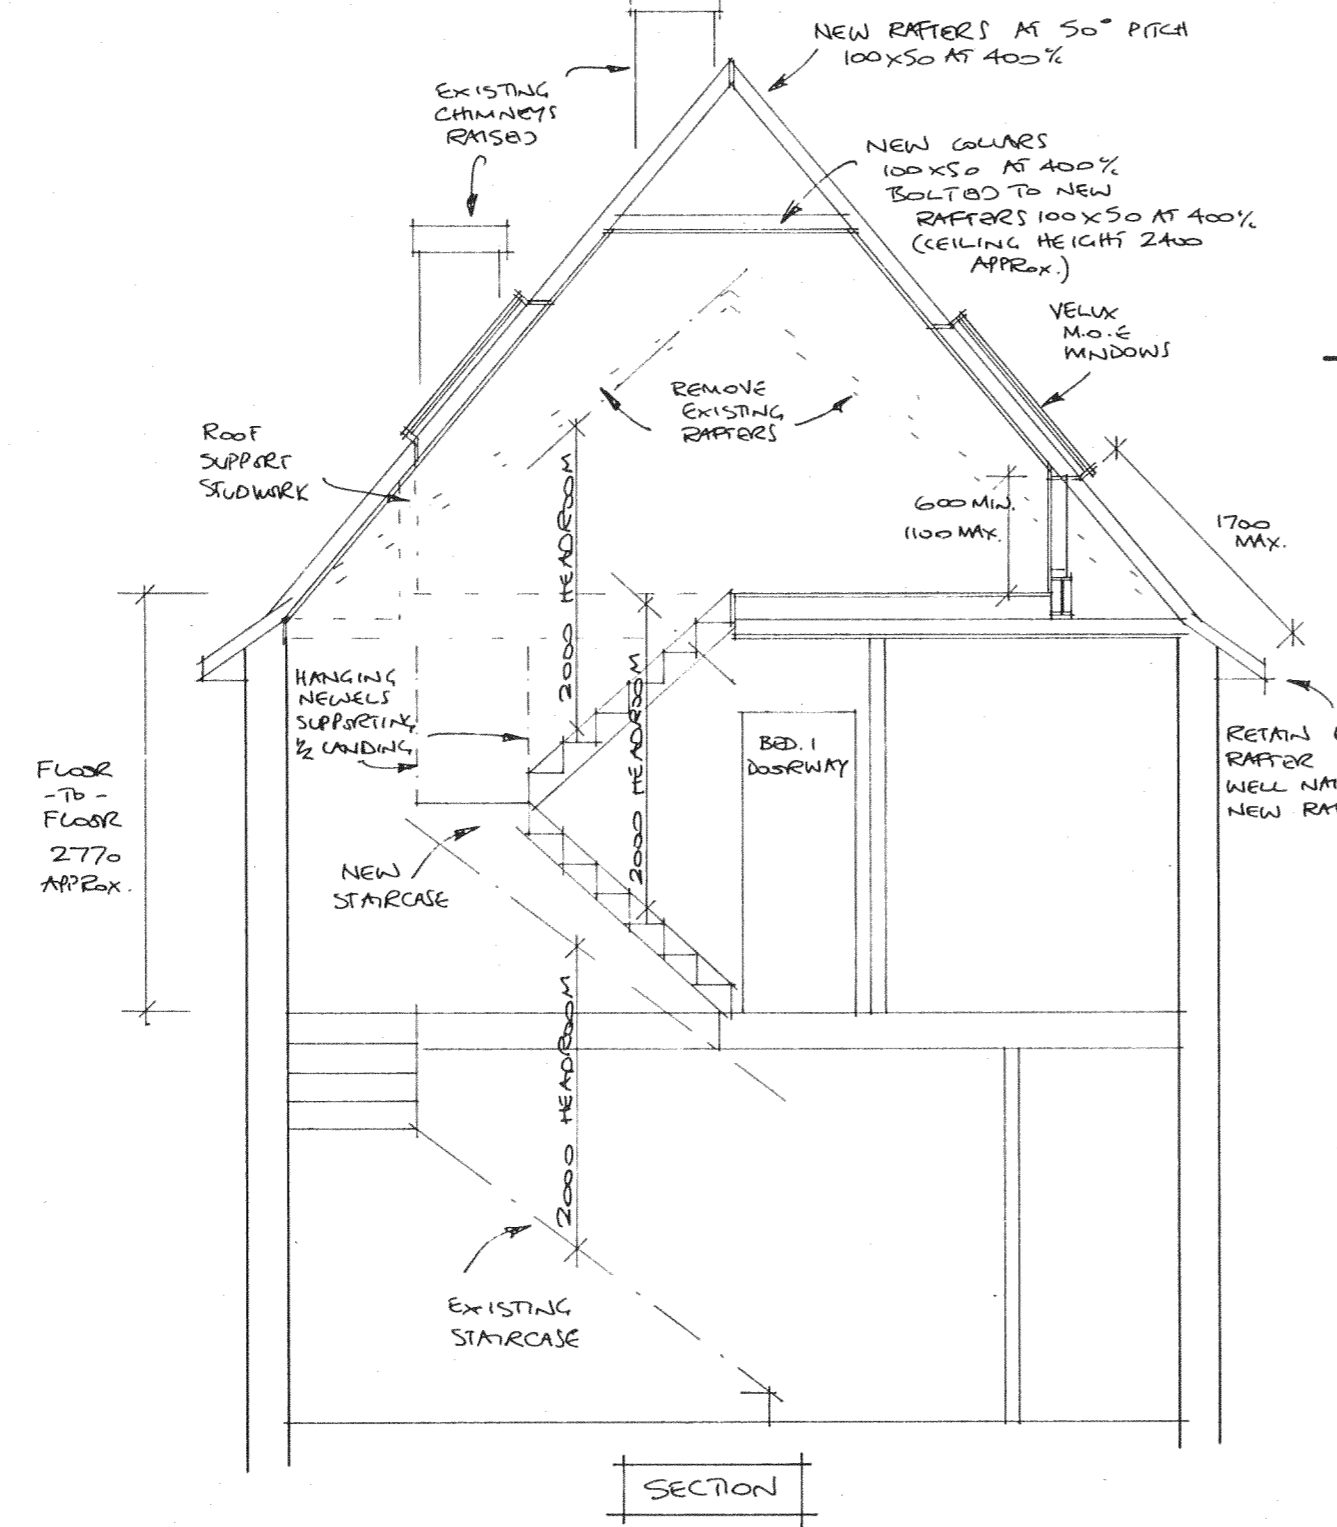 NEW RAFTERS AT 50° PITCH
100x50 AT 400%
EXISTING
CHIMNEYS
RAISED
NEW COLLARS
100x50 AT 400%
BOLTED TO NEW
RAFTERS 100x50 AT 400%
(CEILING HEIGHT 2400
APPROX.)
VELUX
M.O.E
WINDOWS
REMOVE
EXISTING
RAFTERS
ROOF
SUPPORT
STUDWORK
2000 HEADROOM
600 MIN.
1100 MAX.
1700
MAX.
HANGING
NEWELS
SUPPORTING
½ LANDING
2000 HEADROOM
BED. 1
DOORWAY
RETAIN
RAFTER
WELL
NEW
FLOOR
-TO-
FLOOR
2770
APPROX.
NEW
STAIRCASE
2000 HEADROOM
EXISTING
STAIRCASE
SECTION